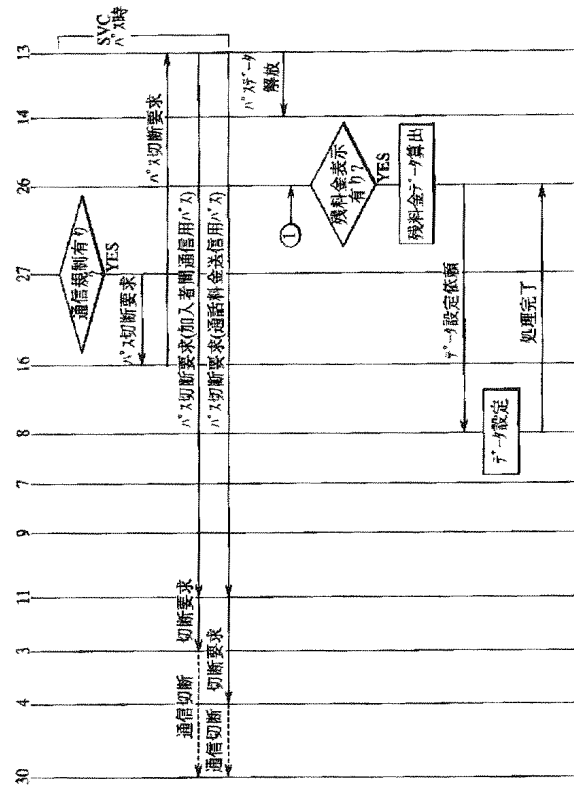 30
4
3
11
9
7
8
16
27
26
14
13
SVC
パス時
通信規制有り
YES
パス切断要求
パス切断要求
パス切断要求(加入者間通信用パス)
パス切断要求(通話料金送信用パス)
切断要求
通信切断
切断要求
通信切断
パスデータ
解放
①
残料金表示
有り?
YES
残料金データ算出
データ設定依頼
データ設定
処理完了